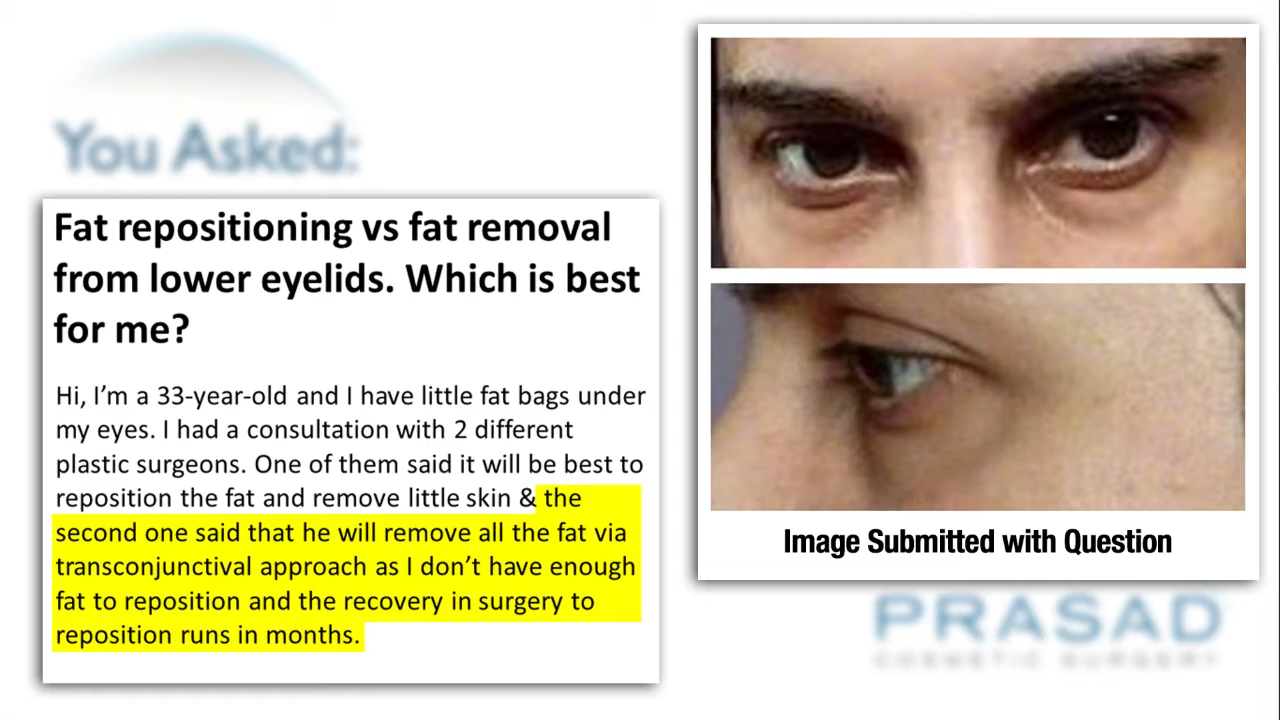 You Asked:
Fat repositioning vs fat removal
from lower eyelids. Which is best
for me?
Hi, I’m a 33-year-old and I have little fat bags under
my eyes. I had a consultation with 2 different
plastic surgeons. One of them said it will be best to
reposition the fat and remove little skin & the
second one said that he will remove all the fat via
transconjunctival approach as I don’t have enough
fat to reposition and the recovery in surgery to
reposition runs in months.
Image Submitted with Question
PRASAD
COSMETIC SURGERY